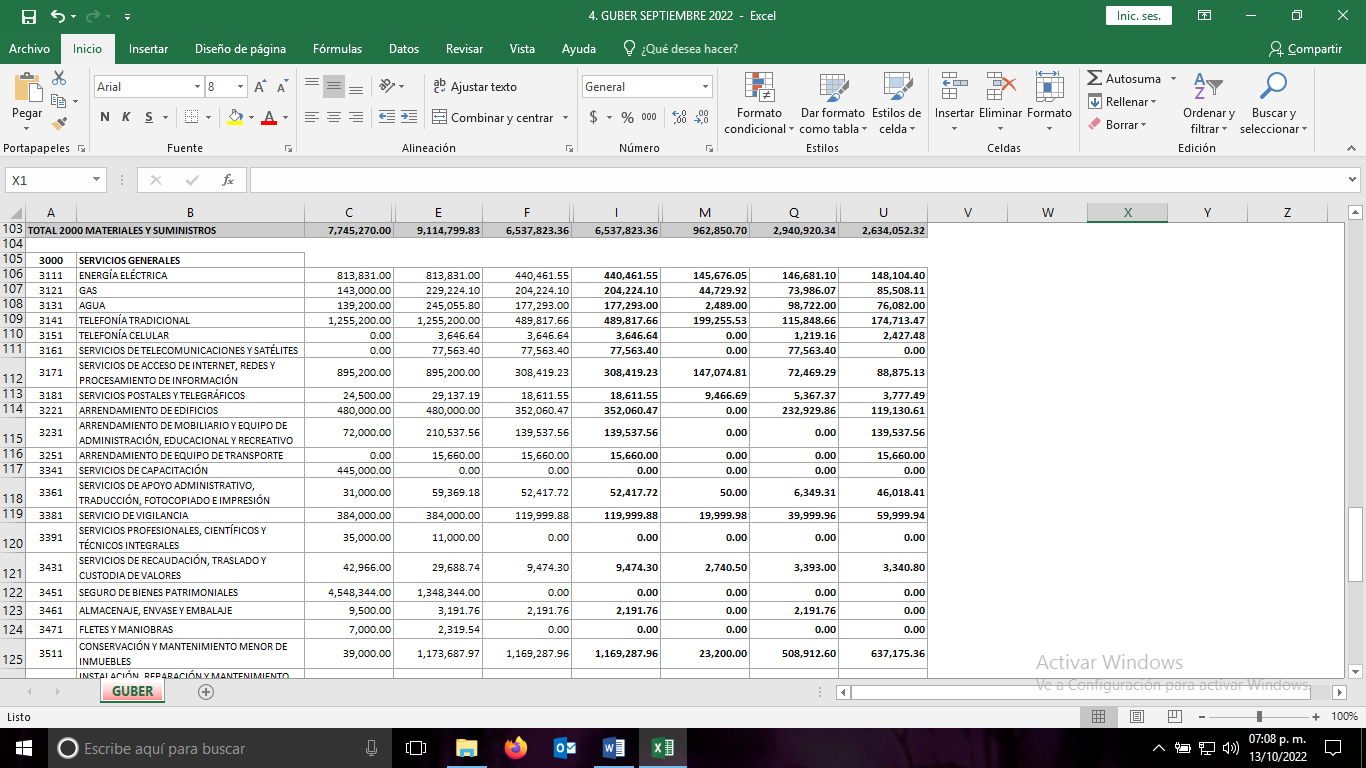 4. GUBER SEPTIEMBRE 2022 - Excel
Inic. ses.
Archivo Inicio Insertar Diseño de página Fórmulas Datos Revisar Vista Ayuda ¿Qué desea hacer? Compartir
Pegar
Arial 8
N K S
Ajustar texto
Combinar y centrar
General
$ % 000
Formato condicional
Dar formato como tabla
Estilos de celda
Insertar Eliminar Formato
Autosuma
Rellenar
Borrar
Ordenar y filtrar
Buscar y seleccionar
Portapapeles Fuente Alineación Número Estilos Celdas Edición
X1 fx
A B C E F I M Q U V W X Y Z
103 TOTAL 2000 MATERIALES Y SUMINISTROS 7,745,270.00 9,114,799.83 6,537,823.36 6,537,823.36 962,850.70 2,940,920.34 2,634,052.32
104
105 3000 SERVICIOS GENERALES
106 3111 ENERGÍA ELÉCTRICA 813,831.00 813,831.00 440,461.55 440,461.55 145,676.05 146,681.10 148,104.40
107 3121 GAS 143,000.00 229,224.10 204,224.10 204,224.10 44,729.92 73,986.07 85,508.11
108 3131 AGUA 139,200.00 245,055.80 177,293.00 177,293.00 2,489.00 98,722.00 76,082.00
109 3141 TELEFONÍA TRADICIONAL 1,255,200.00 1,255,200.00 489,817.66 489,817.66 199,255.53 115,848.66 174,713.47
110 3151 TELEFONÍA CELULAR 0.00 3,646.64 3,646.64 3,646.64 0.00 1,219.16 2,427.48
111 3161 SERVICIOS DE TELECOMUNICACIONES Y SATÉLITES 0.00 77,563.40 77,563.40 77,563.40 0.00 77,563.40 0.00
112 3171 SERVICIOS DE ACCESO DE INTERNET, REDES Y PROCESAMIENTO DE INFORMACIÓN 895,200.00 895,200.00 308,419.23 308,419.23 147,074.81 72,469.29 88,875.13
113 3181 SERVICIOS POSTALES Y TELEGRÁFICOS 24,500.00 29,137.19 18,611.55 18,611.55 9,466.69 5,367.37 3,777.49
114 3221 ARRENDAMIENTO DE EDIFICIOS 480,000.00 480,000.00 352,060.47 352,060.47 0.00 232,929.86 119,130.61
115 3231 ARRENDAMIENTO DE MOBILIARIO Y EQUIPO DE ADMINISTRACIÓN, EDUCACIONAL Y RECREATIVO 72,000.00 210,537.56 139,537.56 139,537.56 0.00 0.00 139,537.56
116 3251 ARRENDAMIENTO DE EQUIPO DE TRANSPORTE 0.00 15,660.00 15,660.00 15,660.00 0.00 0.00 15,660.00
117 3341 SERVICIOS DE CAPACITACIÓN 445,000.00 0.00 0.00 0.00 0.00 0.00 0.00
118 3361 SERVICIOS DE APOYO ADMINISTRATIVO, TRADUCCIÓN, FOTOCOPIADO E IMPRESIÓN 31,000.00 59,369.18 52,417.72 52,417.72 50.00 6,349.31 46,018.41
119 3381 SERVICIO DE VIGILANCIA 384,000.00 384,000.00 119,999.88 119,999.88 19,999.98 39,999.96 59,999.94
120 3391 SERVICIOS PROFESIONALES, CIENTÍFICOS Y TÉCNICOS INTEGRALES 35,000.00 11,000.00 0.00 0.00 0.00 0.00 0.00
121 3431 SERVICIOS DE RECAUDACIÓN, TRASLADO Y CUSTODIA DE VALORES 42,966.00 29,688.74 9,474.30 9,474.30 2,740.50 3,393.00 3,340.80
122 3451 SEGURO DE BIENES PATRIMONIALES 4,548,344.00 1,348,344.00 0.00 0.00 0.00 0.00 0.00
123 3461 ALMACENAJE, ENVASE Y EMBALAJE 9,500.00 3,191.76 2,191.76 2,191.76 0.00 2,191.76 0.00
124 3471 FLETES Y MANIOBRAS 7,000.00 2,319.54 0.00 0.00 0.00 0.00 0.00
125 3511 CONSERVACIÓN Y MANTENIMIENTO MENOR DE INMUEBLES 39,000.00 1,173,687.97 1,169,287.96 1,169,287.96 23,200.00 508,912.60 637,175.36
INSTALACIÓN, REPARACIÓN Y MANTENIMIENTO
Activar Windows
Ve a Configuración para activar Windows.
GUBER
Listo 100%
Escribe aquí para buscar
07:08 p. m.
13/10/2022